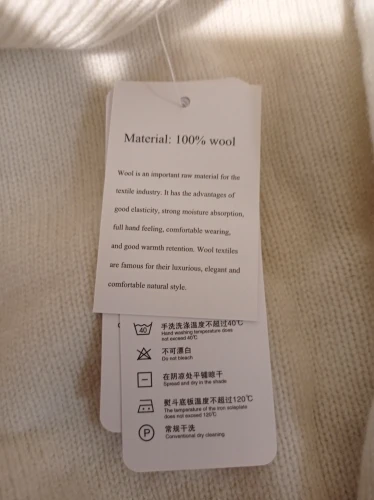 Material: 100% wool
Wool is an important raw material for the
textile industry. It has the advantages of
good elasticity, strong moisture absorption,
full hand feeling, comfortable wearing,
and good warmth retention. Wool textiles
are famous for their luxurious, elegant and
comfortable natural style.
40
手洗洗涤温度不超过40℃
Hand washing temperature does
not exceed 40℃
不可漂白
Do not bleach
在阴凉处平铺晾干
Spread and dry in the shade
熨斗底板温度不超过120℃
The temperature of the iron soleplate
does not exceed 120℃
P
常规干洗
Conventional dry cleaning